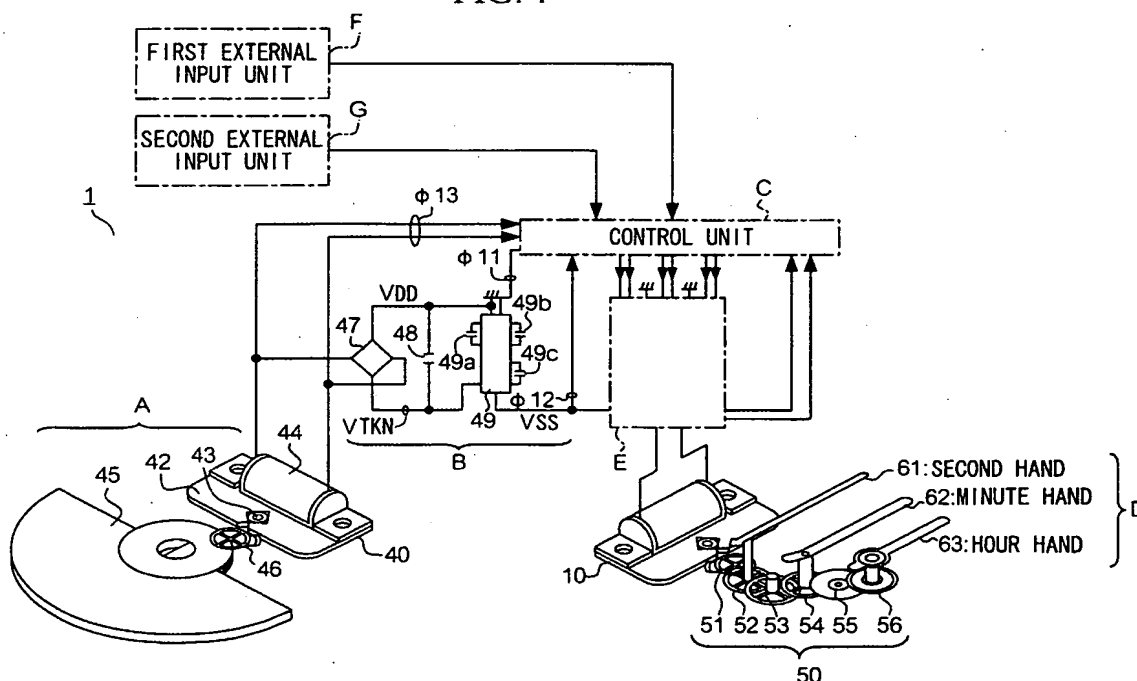 F
FIRST EXTERNAL
INPUT UNIT
G
SECOND EXTERNAL
INPUT UNIT
1
Φ13
C
CONTROL UNIT
Φ11
VDD
47
48
49a
49b
49c
49
Φ12
VSS
VTKN
B
E
A
44
42
43
45
46
40
61:SECOND HAND
62:MINUTE HAND
63:HOUR HAND
10
51
52
53
54
55
56
50